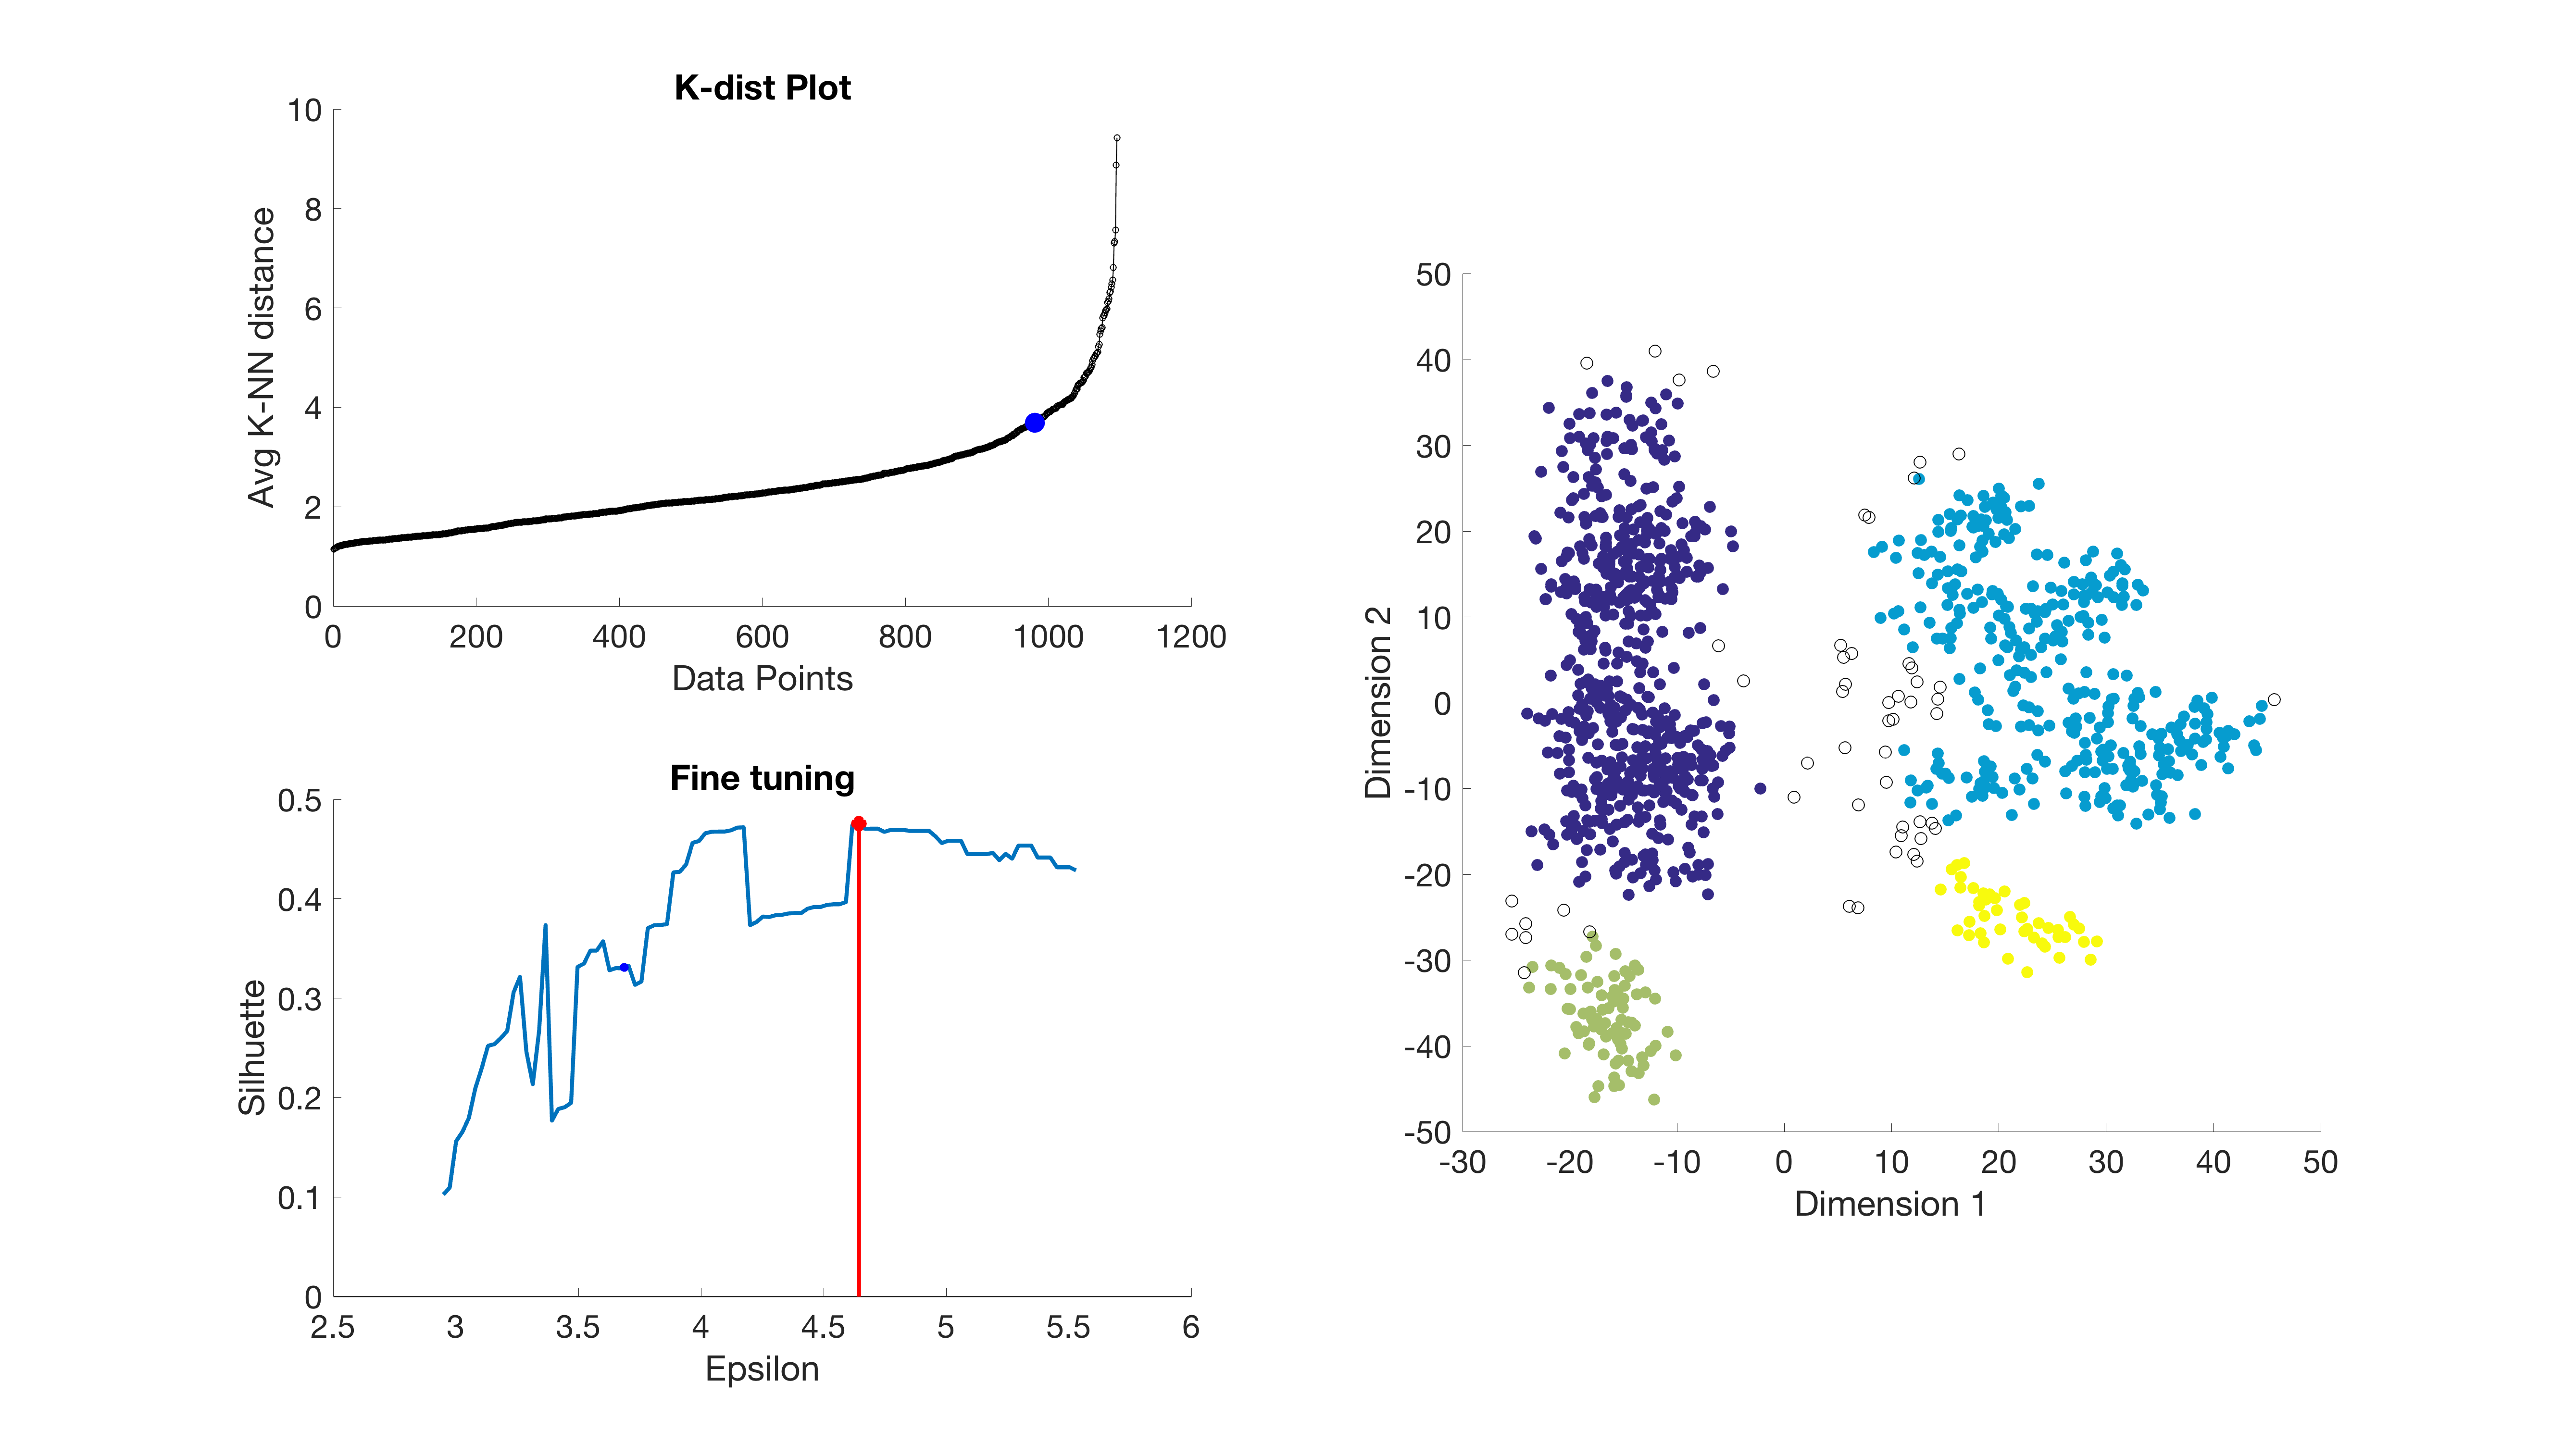 K-dist Plot
10
8
6
4
2
0
Avg K-NN distance
0 200 400 600 800 1000 1200
Data Points
Fine tuning
0.5
0.4
0.3
0.2
0.1
0
Silhuette
2.5 3 3.5 4 4.5 5 5.5 6
Epsilon
50
40
30
20
10
0
-10
-20
-30
-40
-50
Dimension 2
-30 -20 -10 0 10 20 30 40 50
Dimension 1